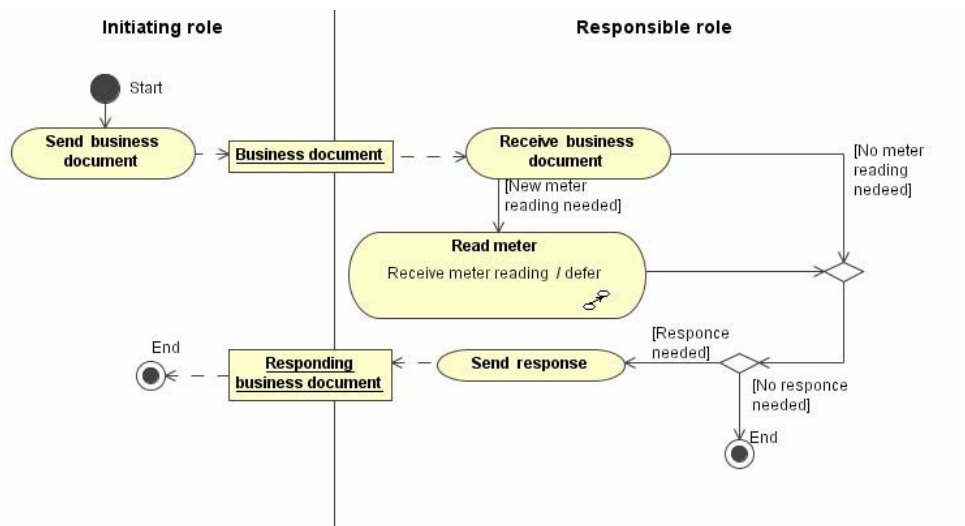 Initiating role
Responsible role
Start
Send business
document
Business document
Receive business
document
[No meter
reading
nedeed]
[New meter
reading needed]
Read meter
Receive meter reading / defer
[Responce
needed]
End
Responding
business document
Send response
[No responce
needed]
End